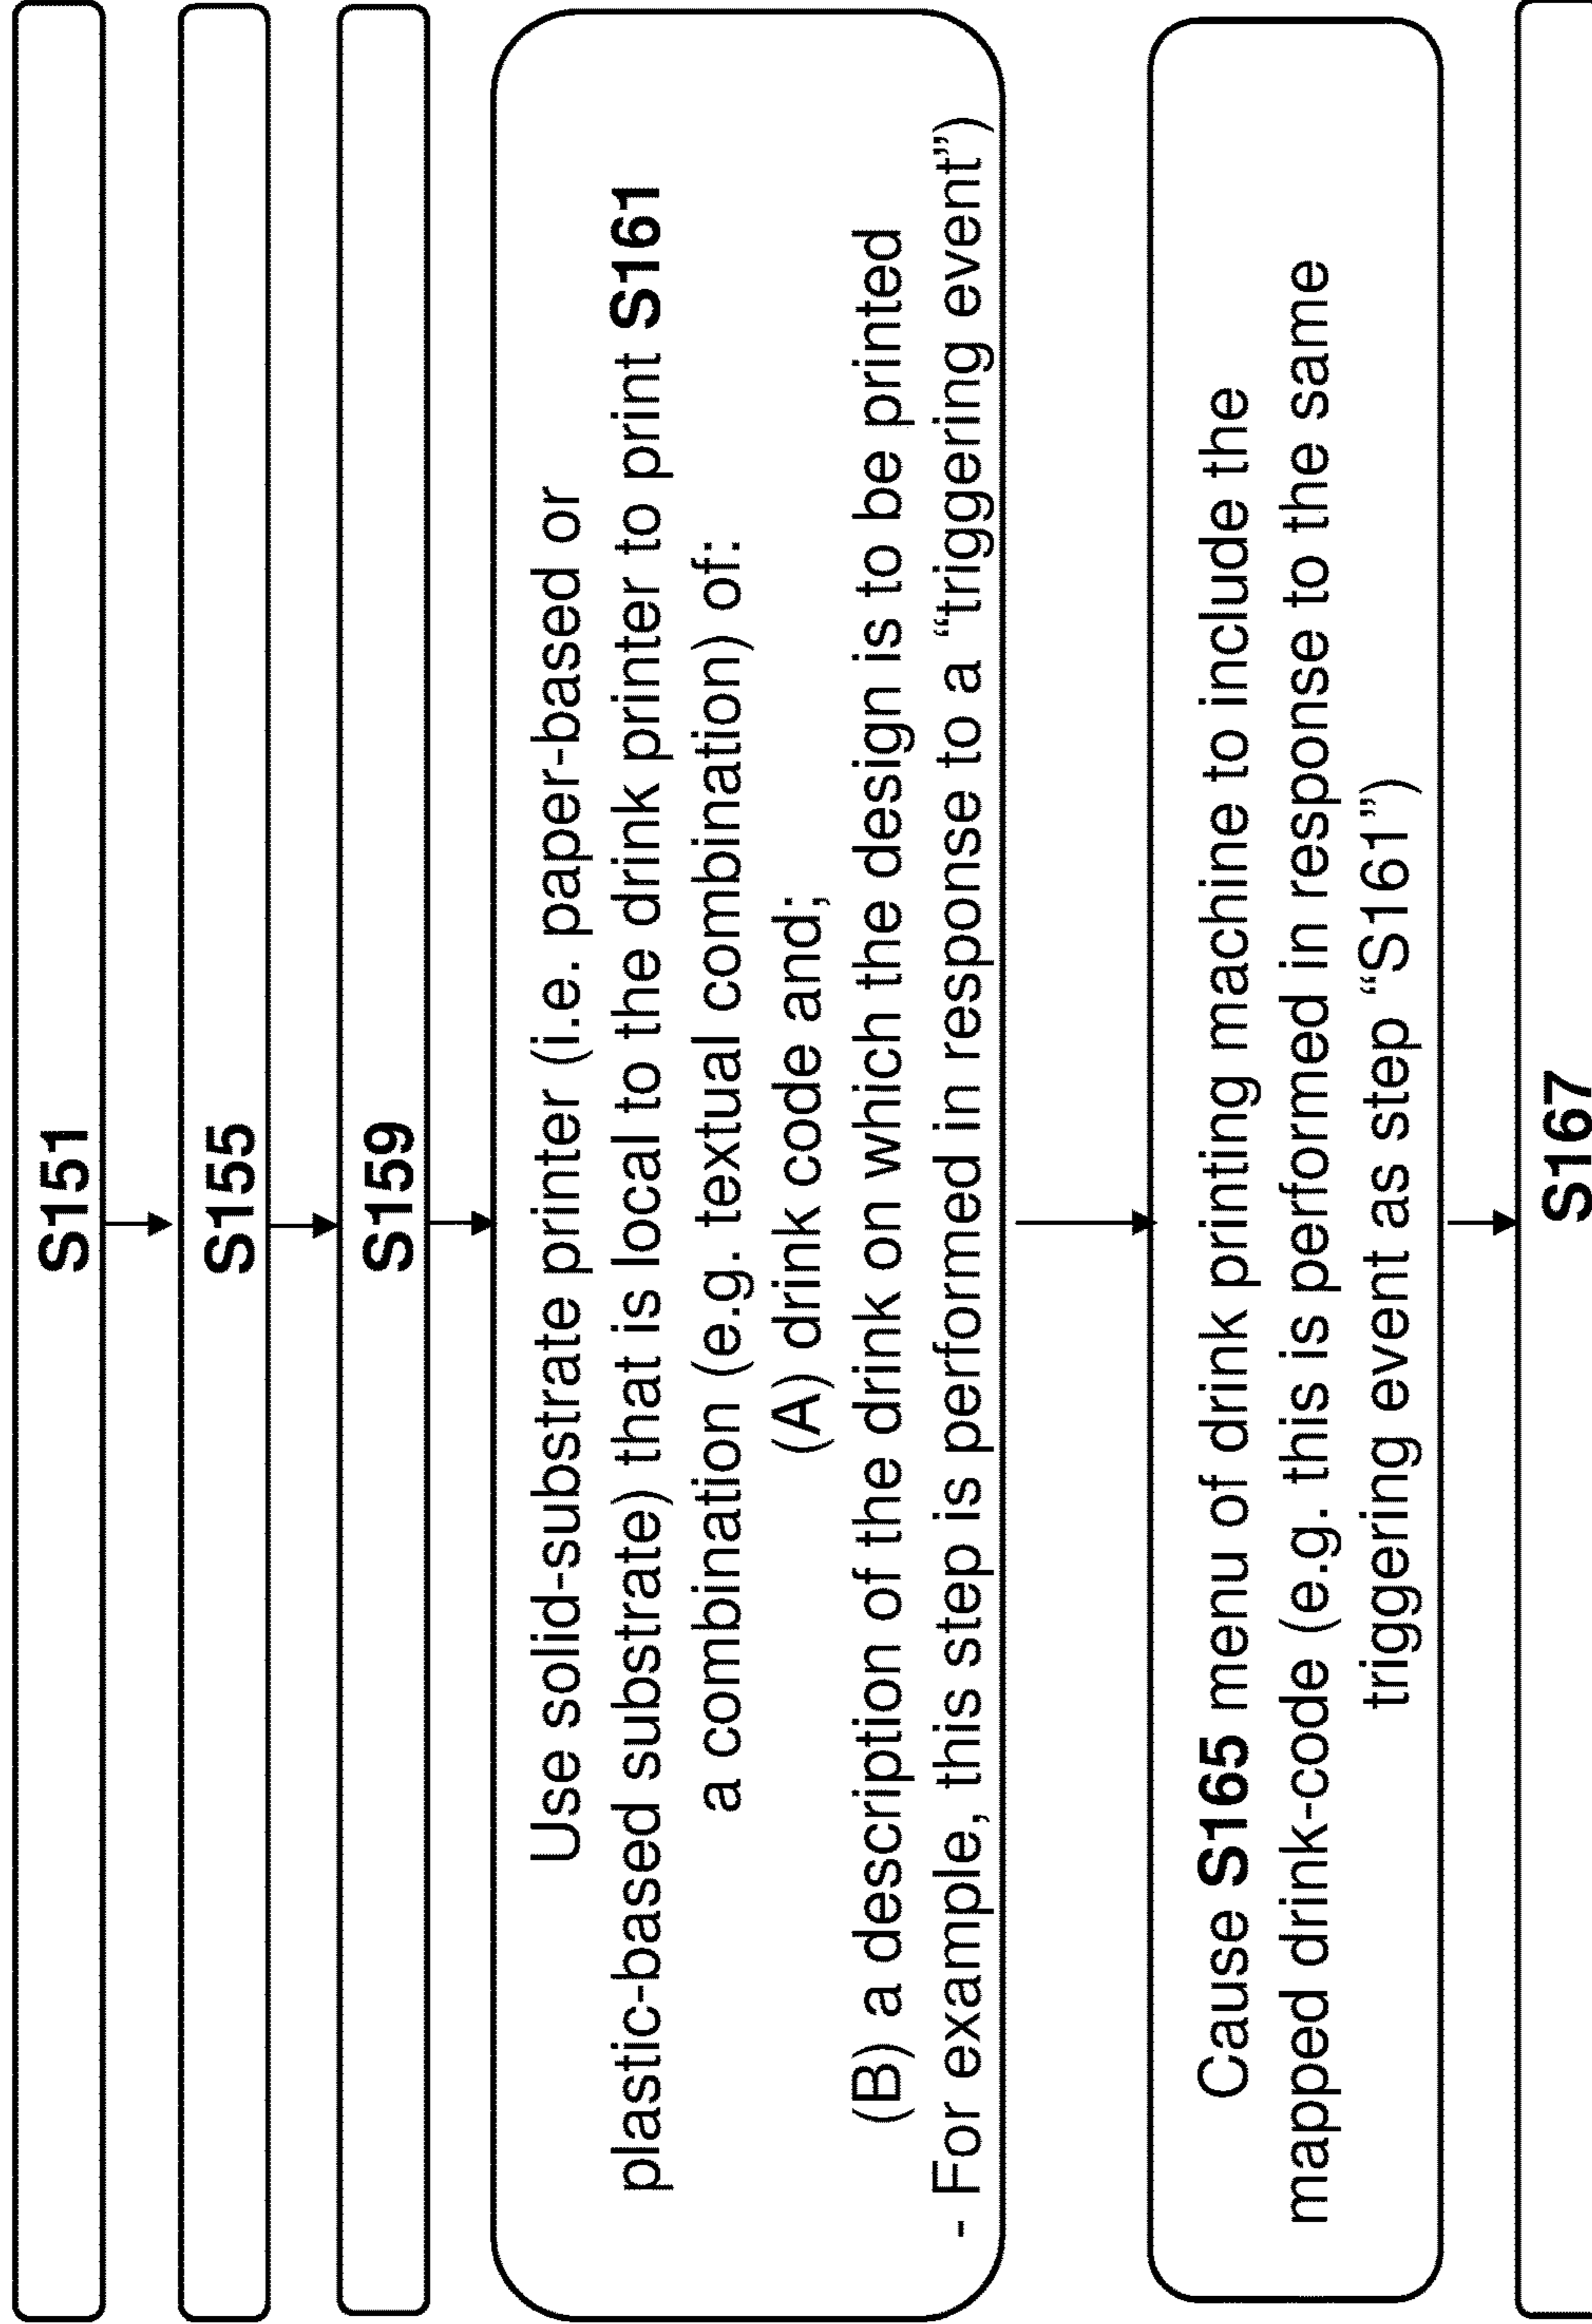 S151
S155
S159
Use solid-substrate printer (i.e. paper-based or
plastic-based substrate) that is local to the drink printer to print S161
a combination (e.g. textual combination) of:
(A) drink code and;
(B) a description of the drink on which the design is to be printed
- For example, this step is performed in response to a “triggering event”)
Cause S165 menu of drink printing machine to include the
mapped drink-code (e.g. this is performed in response to the same
triggering event as step “S161”)
S167